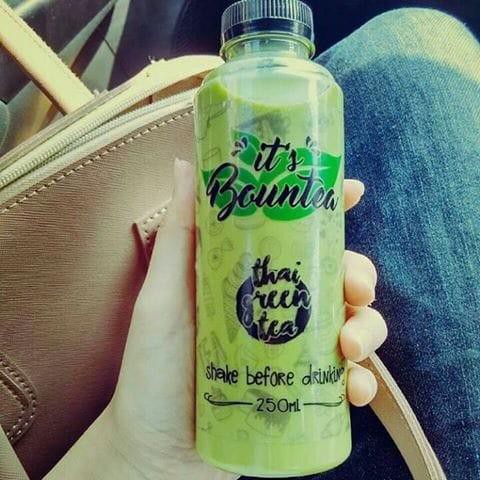 it's
Bountea
thai
green
tea
shake before drinking
250ML